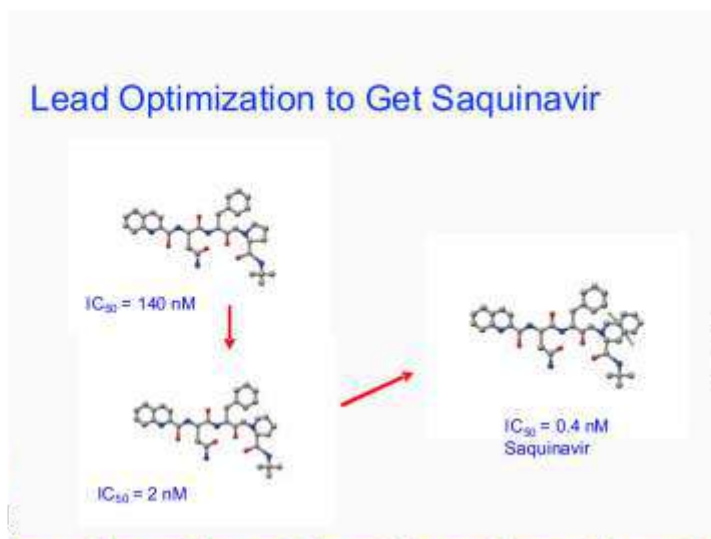 Lead Optimization to Get Saquinavir
IC₅₀ = 140 nM
IC₅₀ = 2 nM
IC₅₀ = 0.4 nM
Saquinavir